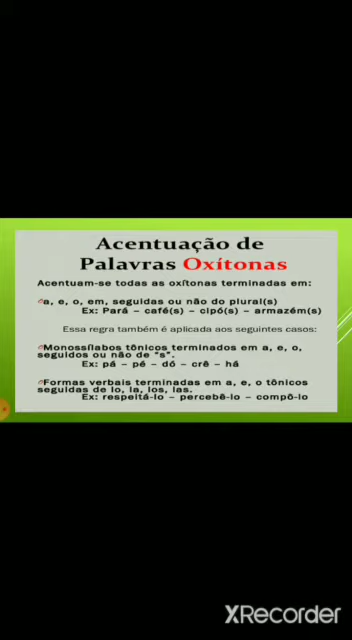 Acentuação de
Palavras Oxítonas
Acentuam-se todas as oxítonas terminadas em:
a, e, o, em, seguidas ou não do plural(s)
Ex: Pará – café(s) – cipó(s) – armazém(s)
Essa regra também é aplicada aos seguintes casos:
Monossílabos tônicos terminados em a, e, o,
seguidos ou não de “s”.
Ex: pá – pé – dó – crê – há
Formas verbais terminadas em a, e, o tônicos
seguidas de lo, la, los, las.
Ex: respeitá-lo – percebê-lo – compô-lo
XRecorder